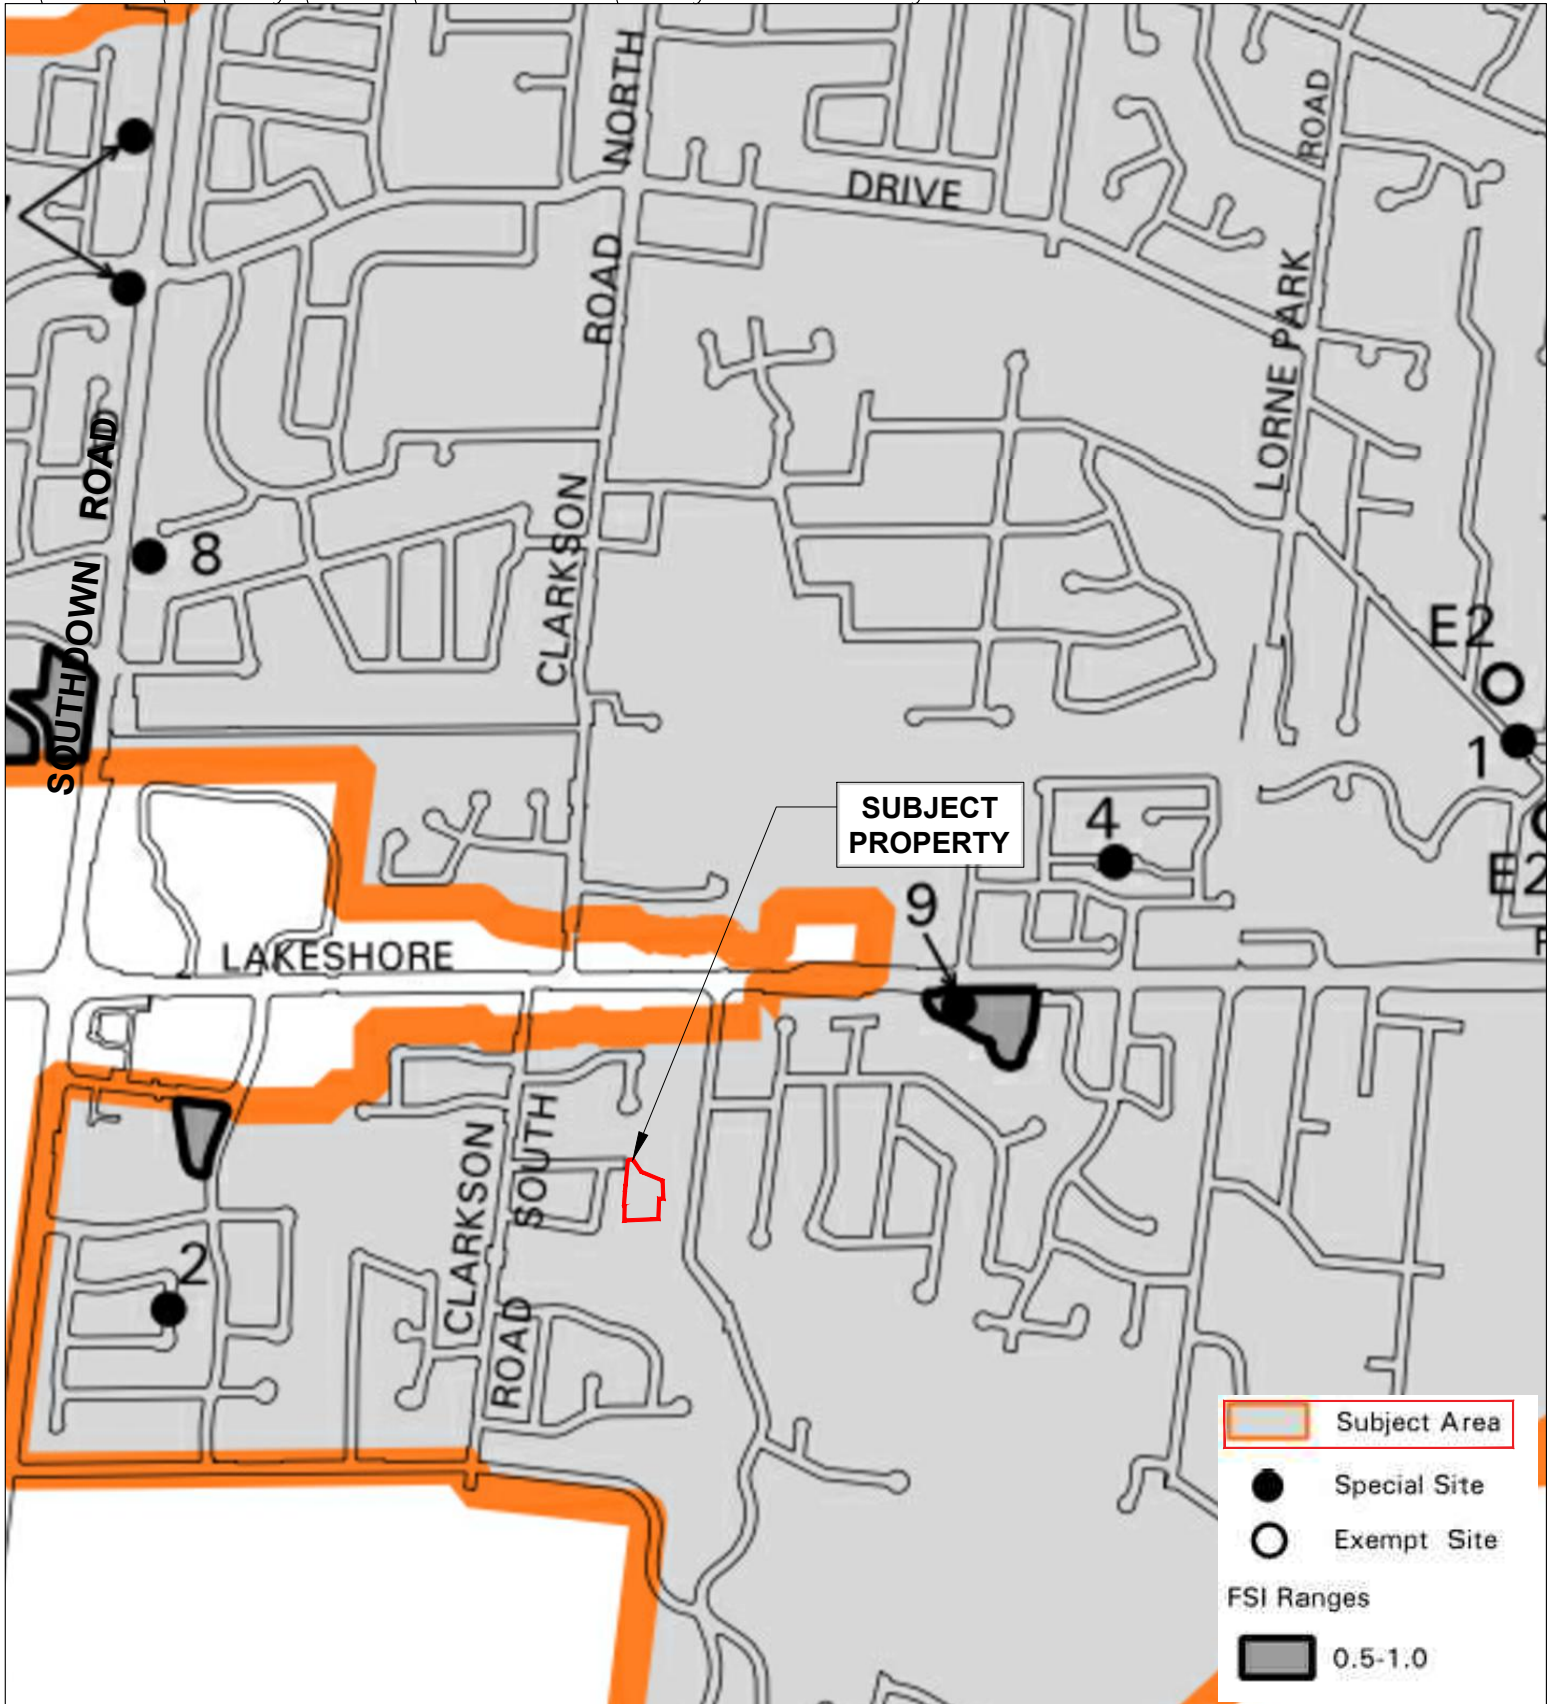 NORTH
ROAD
DRIVE
ROAD
LORNE PARK
ROAD
CLARKSON
8
SOUTHDOWN
E2
1
SUBJECT
PROPERTY
4
9
E2
LAKESHORE
SOUTH
CLARKSON
2
ROAD
Subject Area
Special Site
Exempt Site
FSI Ranges
0.5-1.0